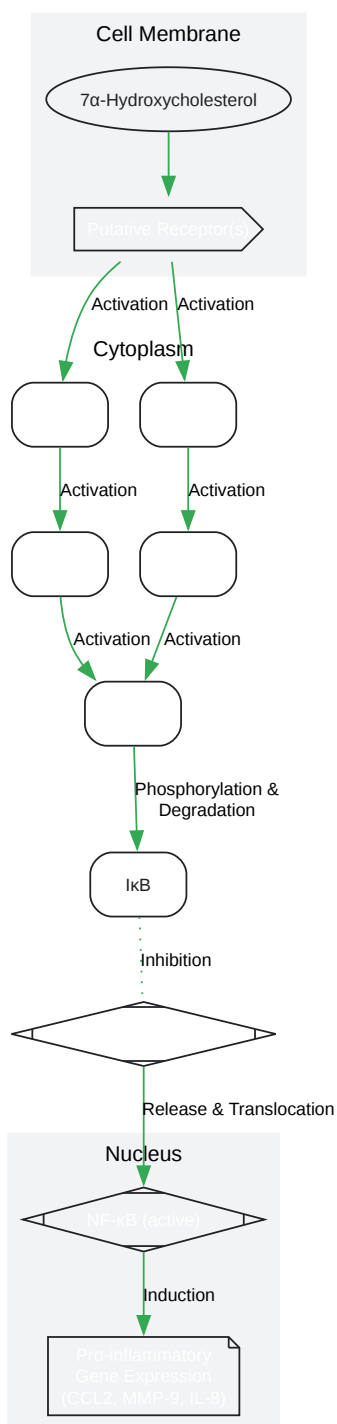 Cell Membrane
7α-Hydroxycholesterol
Putative Receptor(s)
Activation
Activation
Cytoplasm
Activation
Activation
Activation
Activation
Phosphorylation &
Degradation
IκB
Inhibition
Release & Translocation
Nucleus
NF-κB (active)
Induction
Pro-inflammatory
Gene Expression
(CCL2, MMP-9, IL-8)